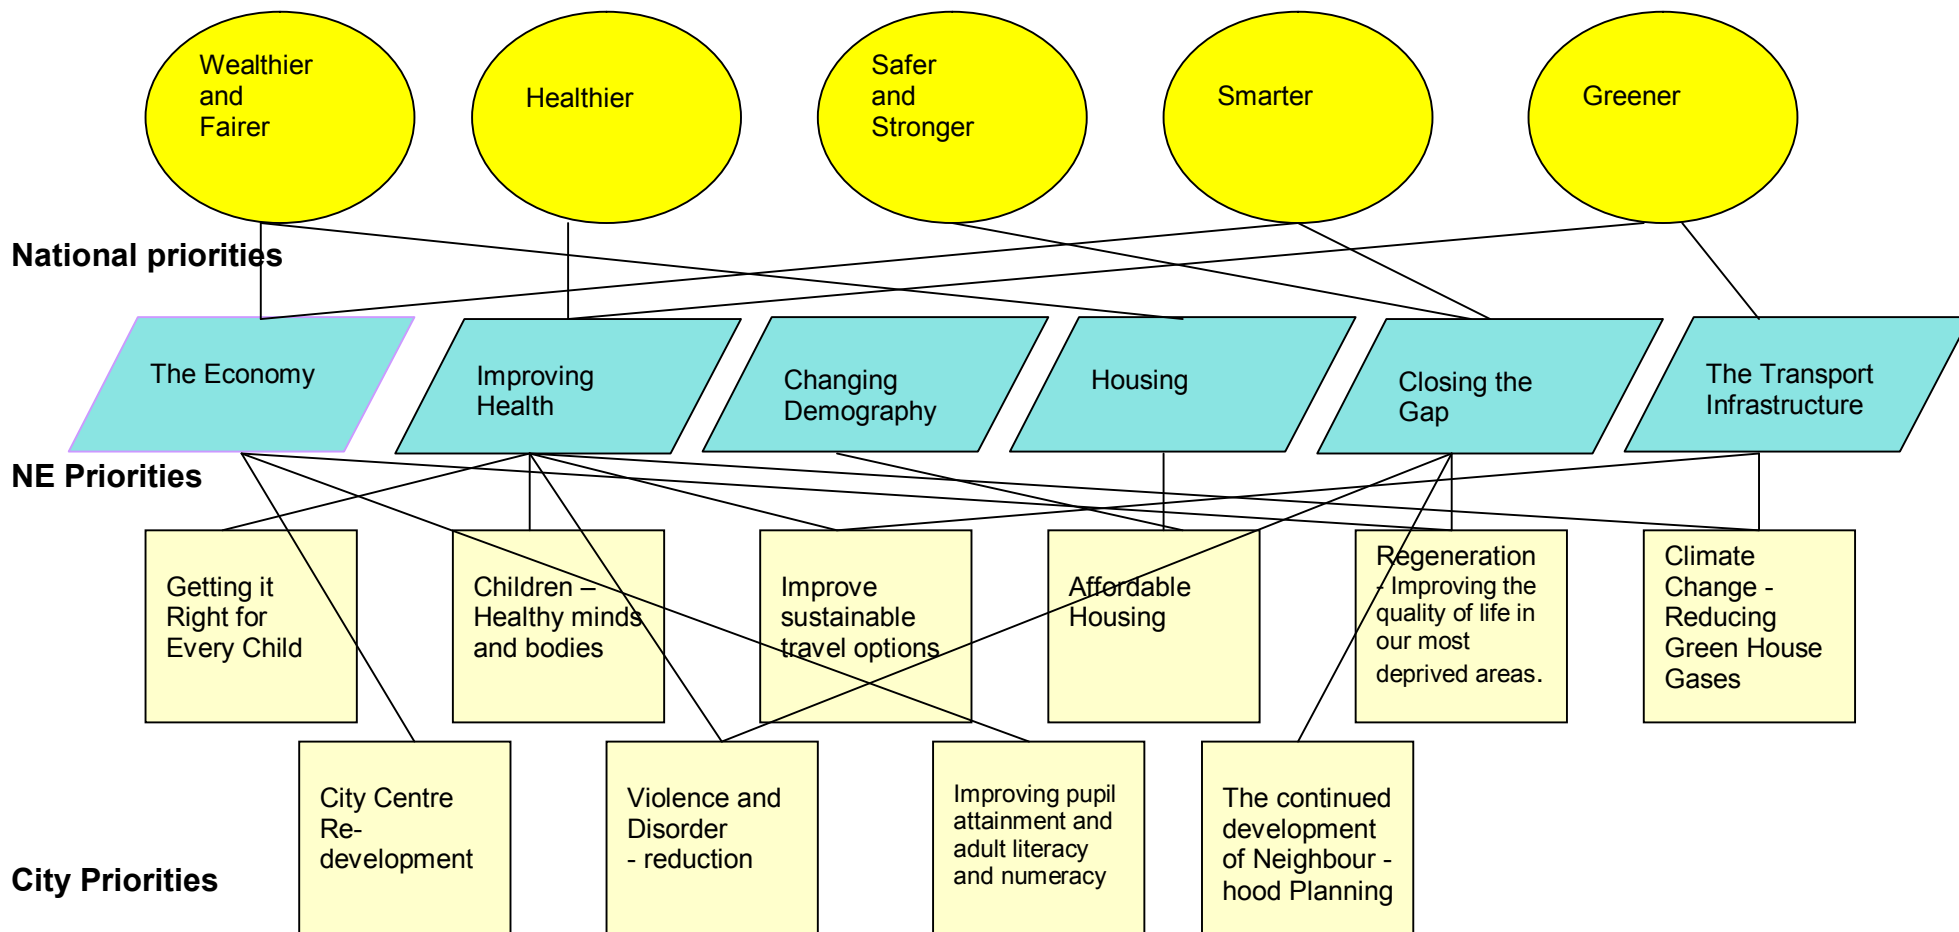 Wealthier
and
Fairer
Healthier
Safer
and
Stronger
Smarter
Greener
National priorities
The Economy
Improving
Health
Changing
Demography
Housing
Closing the
Gap
The Transport
Infrastructure
NE Priorities
Getting it
Right for
Every Child
Children –
Healthy minds
and bodies
Improve
sustainable
travel options
Affordable
Housing
Regeneration
- Improving the
quality of life in
our most
deprived areas.
Climate
Change -
Reducing
Green House
Gases
City Centre
Re-
development
Violence and
Disorder
- reduction
Improving pupil
attainment and
adult literacy
and numeracy
The continued
development
of Neighbour -
hood Planning
City Priorities